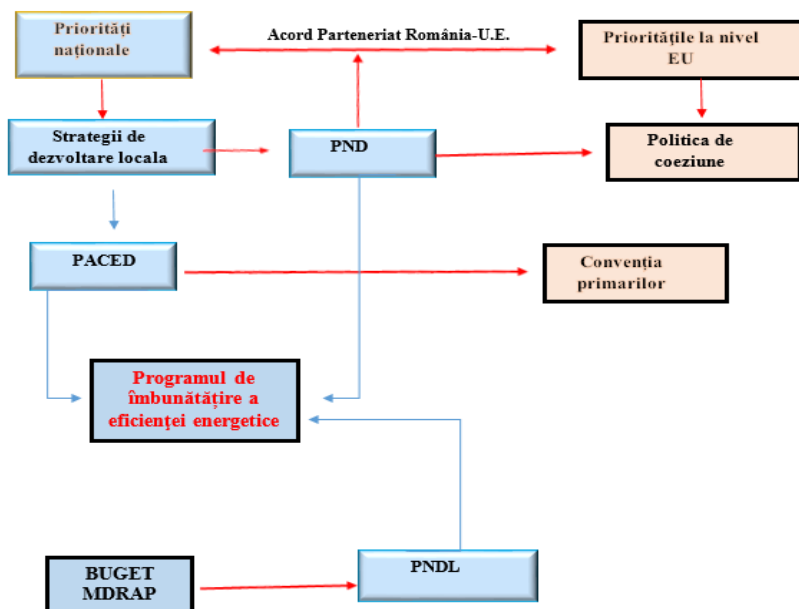 Priorități
naționale
Acord Parteneriat România-U.E.
Prioritățile la nivel
EU
Strategii de
dezvoltare locala
PND
Politica de
coeziune
PACED
Convenția
primarilor
Programul de
îmbunătățire a
eficienței energetice
BUGET
MDRAP
PNDL